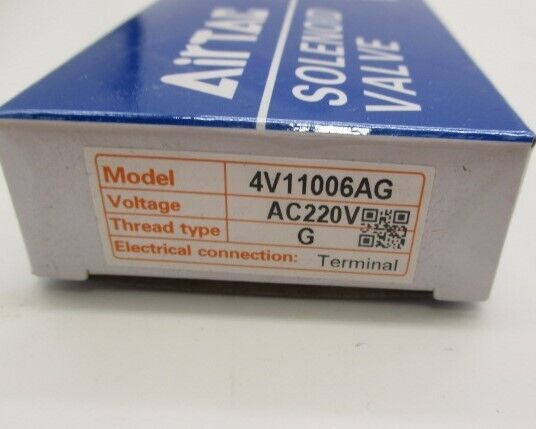 AirTAC
SOLENOID
VALVE
Model 4V11006AG
Voltage AC220V
Thread type G
Electrical connection: Terminal